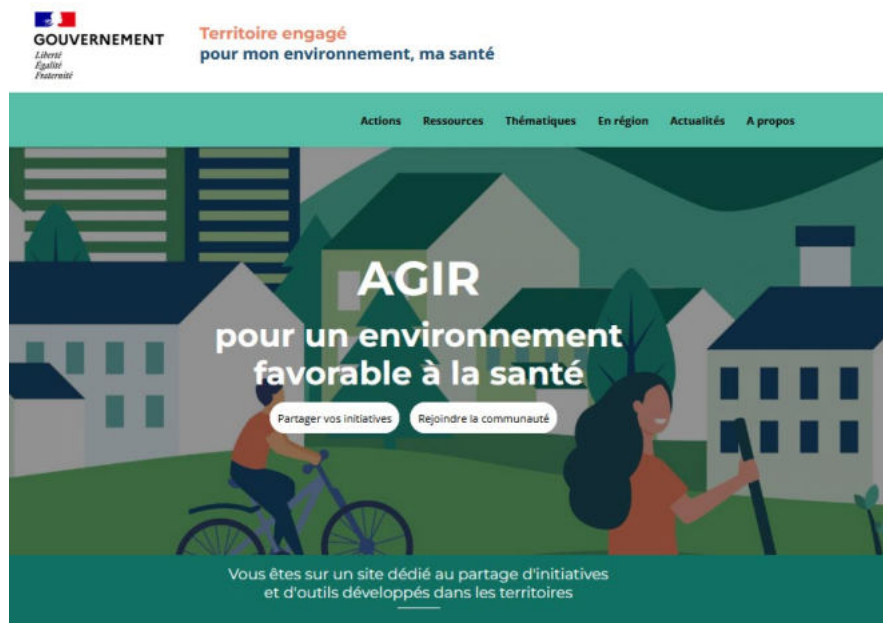 GOUVERNEMENT
Liberté
Égalité
Fraternité
Territoire engagé
pour mon environnement, ma santé
Actions Ressources Thématiques En région Actualités A propos
AGIR
pour un environnement
favorable à la santé
Partager vos initiatives Rejoindre la communauté
Vous êtes sur un site dédié au partage d'initiatives
et d'outils développés dans les territoires